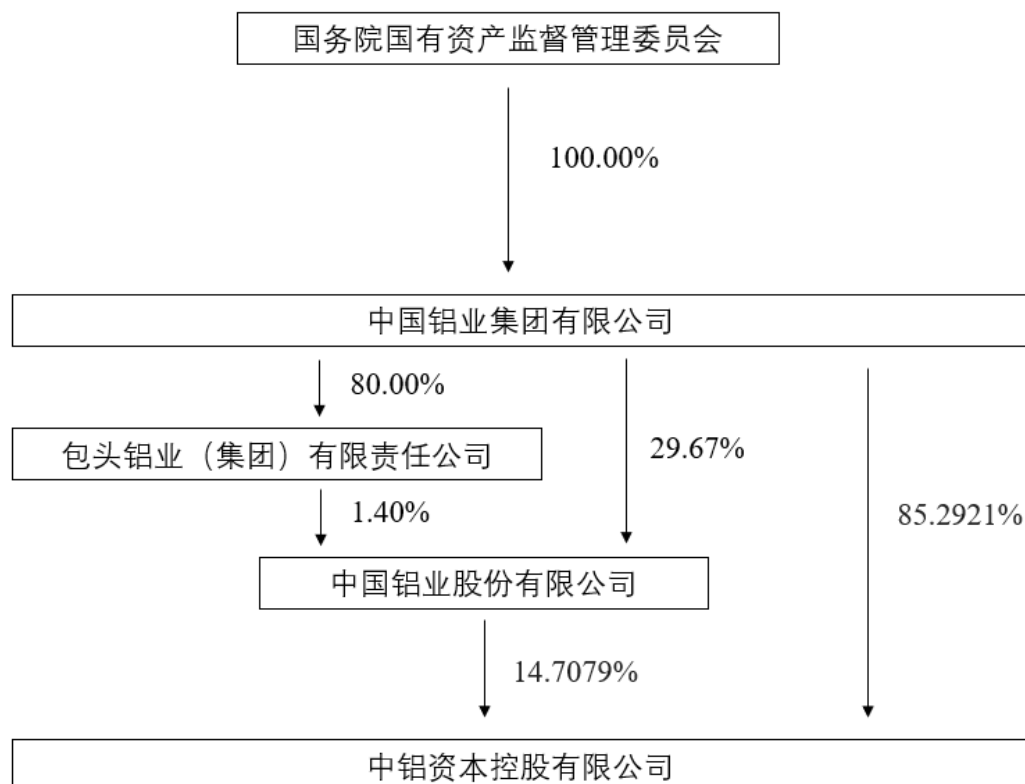 国务院国有资产监督管理委员会
100.00%
中国铝业集团有限公司
80.00%
包头铝业（集团）有限责任公司
29.67%
1.40%
85.2921%
中国铝业股份有限公司
14.7079%
中铝资本控股有限公司